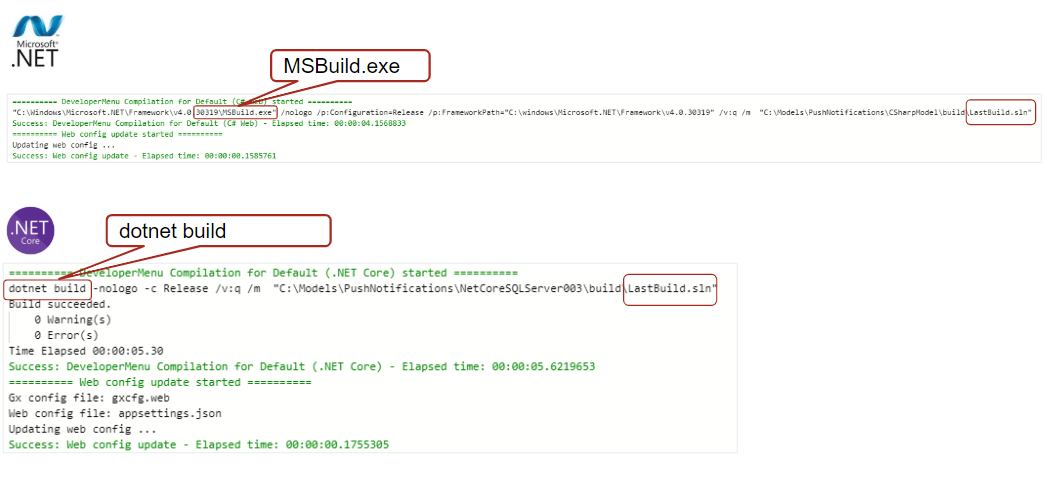 Microsoft®
.NET
MSBuild.exe
========== DeveloperMenu Compilation for Default (C# Web) started ==========
"C:\Windows\Microsoft.NET\Framework\v4.0.30319\MSBuild.exe" /nologo /p:Configuration=Release /p:FrameworkPath="C:\windows\Microsoft.NET\Framework\v4.0.30319" /v:q /m "C:\Models\PushNotifications\CSharpModel\build\LastBuild.sln"
Success: DeveloperMenu Compilation for Default (C# Web) - Elapsed time: 00:00:04.1568833
========== Web config update started ==========
Updating web config ...
Success: Web config update - Elapsed time: 00:00:00.1585761
.NET
Core
dotnet build
========== DeveloperMenu Compilation for Default (.NET Core) started ==========
dotnet build -nologo -c Release /v:q /m "C:\Models\PushNotifications\NetCoreSQLServer003\build\LastBuild.sln"
Build succeeded.
0 Warning(s)
0 Error(s)
Time Elapsed 00:00:05.30
Success: DeveloperMenu Compilation for Default (.NET Core) - Elapsed time: 00:00:05.6219653
========== Web config update started ==========
Gx config file: gxcfg.web
Web config file: appsettings.json
Updating web config ...
Success: Web config update - Elapsed time: 00:00:00.1755305